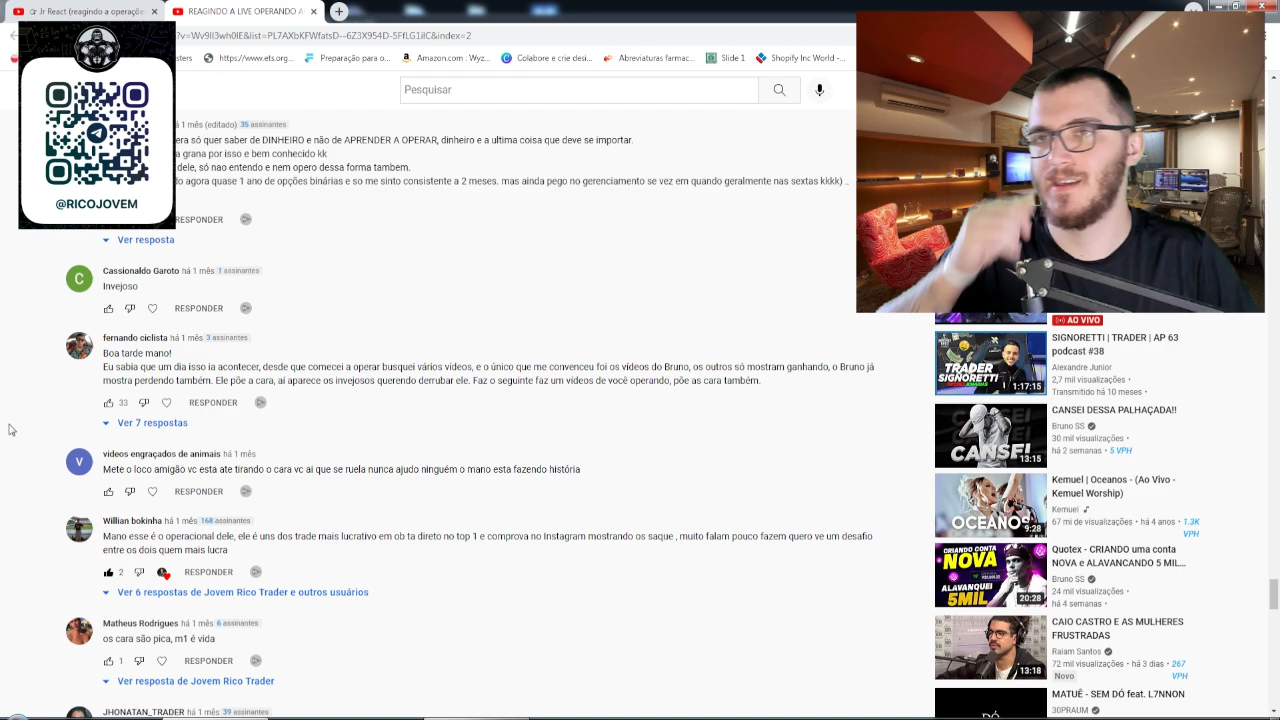 Jr React (reagindo a operaçõe
REAGINDO A LIVE OPERANDO A
?v=Wv9lI3wh0lE&list=PL7AXbKFWfatsD--6Z3X954D-5FfLG1ilC&index=2
sters
https://www.ets.org...
Preparação para o...
Amazon.com : Wyz...
Colabore e crie desi...
Abreviaturas farmac...
Slide 1
Shopify Inc World -...
Pesquisar
@RICOJOVEM
1 mês (editado) 35 assinantes
era só quer saber de DINHEIRO e não de APRENDER A OPERAR, dinheiro e a ultima coisa que deve se importar.
a grana por isso e bem conhecido kk
dele, só nao entendo e nem opero dessa forma tambem.
do agora quase 1 ano de opções binárias e so me sinto consistente a 2 meses. mas ainda pego no gerenciamento se vez em quando geralmente nas sextas kkkk) ..
RESPONDER
Ver resposta
C
Cassionaldo Garoto há 1 mês 1 assinantes
Invejoso
RESPONDER
fernando ciclista há 1 mês 3 assinantes
Boa tarde mano!
Eu sabia que um dia isso ia acontecer, desde que comecei a operar busquei vários vídeos, e o único que me convenceu foi os vídeos do Bruno, os outros só mostram ganhando, o Bruno já
mostra perdendo também. Ele põe a cara, aí aparece os invejosos querendo derrubar ele. Faz o seguinte faz um vídeos de você operando, põe as cara também.
33
RESPONDER
Ver 7 respostas
V
videos engraçados de animais há 1 mês
Mete o loco amigão vc esta ate tirando o cara de da que se ruela nunca ajudo ninguém o mano esta fazendo história
RESPONDER
Willian bokinha há 1 mês 168 assinantes
Mano esse é o operacional dele, ele é uns dos trader mais lucrativo em ob ta direto no top 1 e vc prova no instagram mostrando os saque , muito falam pouco fazem quero ve um desafio
entre os dois quem mais lucra
2
RESPONDER
Ver 6 respostas de Jovem Rico Trader e outros usuários
Matheus Rodrigues há 1 mês 6 assinantes
os cara são pica, m1 é vida
1
RESPONDER
Ver resposta de Jovem Rico Trader
JHONATAN_TRADER há 1 mês 39 assinantes
AO VIVO
TRADER
SIGNORETTI
1:17:15
SIGNORETTI | TRADER | AP 63
podcast #38
Alexandre Junior
2,7 mil visualizações •
Transmitido há 10 meses •
CANSEI
13:15
CANSEI DESSA PALHAÇADA!!
Bruno SS
30 mil visualizações •
há 2 semanas • 5 VPH
OCEANOS
9:28
Kemuel | Oceanos - (Ao Vivo -
Kemuel Worship)
Kemuel
67 mi de visualizações • há 4 anos • 1.3K
VPH
CRIANDO CONTA
NOVA
ALAVANQUEI
5MIL
20:28
Quotex - CRIANDO uma conta
NOVA e ALAVANCANDO 5 MIL...
Bruno SS
24 mil visualizações •
há 4 semanas •
13:18
CAIO CASTRO E AS MULHERES
FRUSTRADAS
Raiam Santos
72 mil visualizações • há 3 dias • 267
VPH
Novo
MATUÊ - SEM DÓ feat. L7NNON
30PRAUM